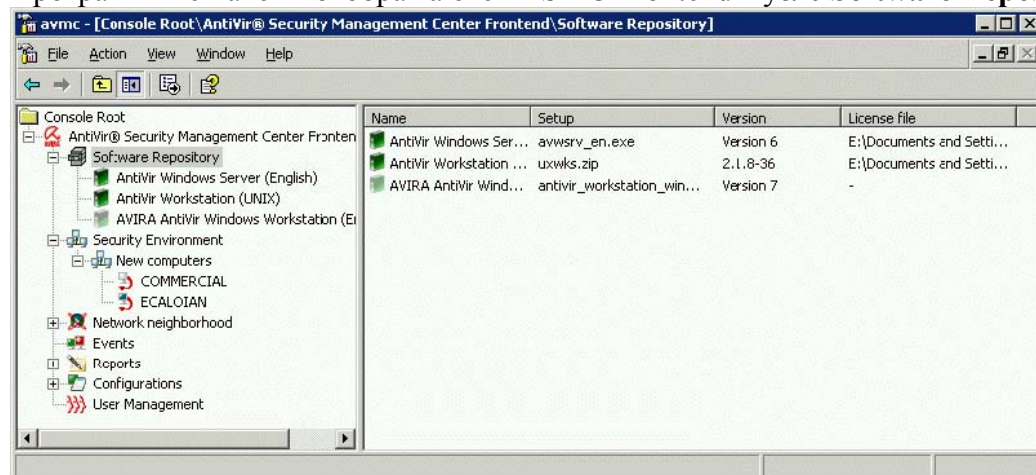 avmc - [Console Root\AntiVir® Security Management Center Frontend\Software Repository]
File Action View Window Help
Console Root
AntiVir® Security Management Center Fronten
Software Repository
AntiVir Windows Server (English)
AntiVir Workstation (UNIX)
AVIRA AntiVir Windows Workstation (Er
Security Environment
New computers
COMMERCIAL
ECALOIAN
Network neighborhood
Events
Reports
Configurations
User Management
Name Setup Version License file
AntiVir Windows Ser... avwsrv_en.exe Version 6 E:\Documents and Setti...
AntiVir Workstation ... uxwks.zip 2.1.8-36 E:\Documents and Setti...
AVIRA AntiVir Wind... antivir_workstation_win... Version 7 -